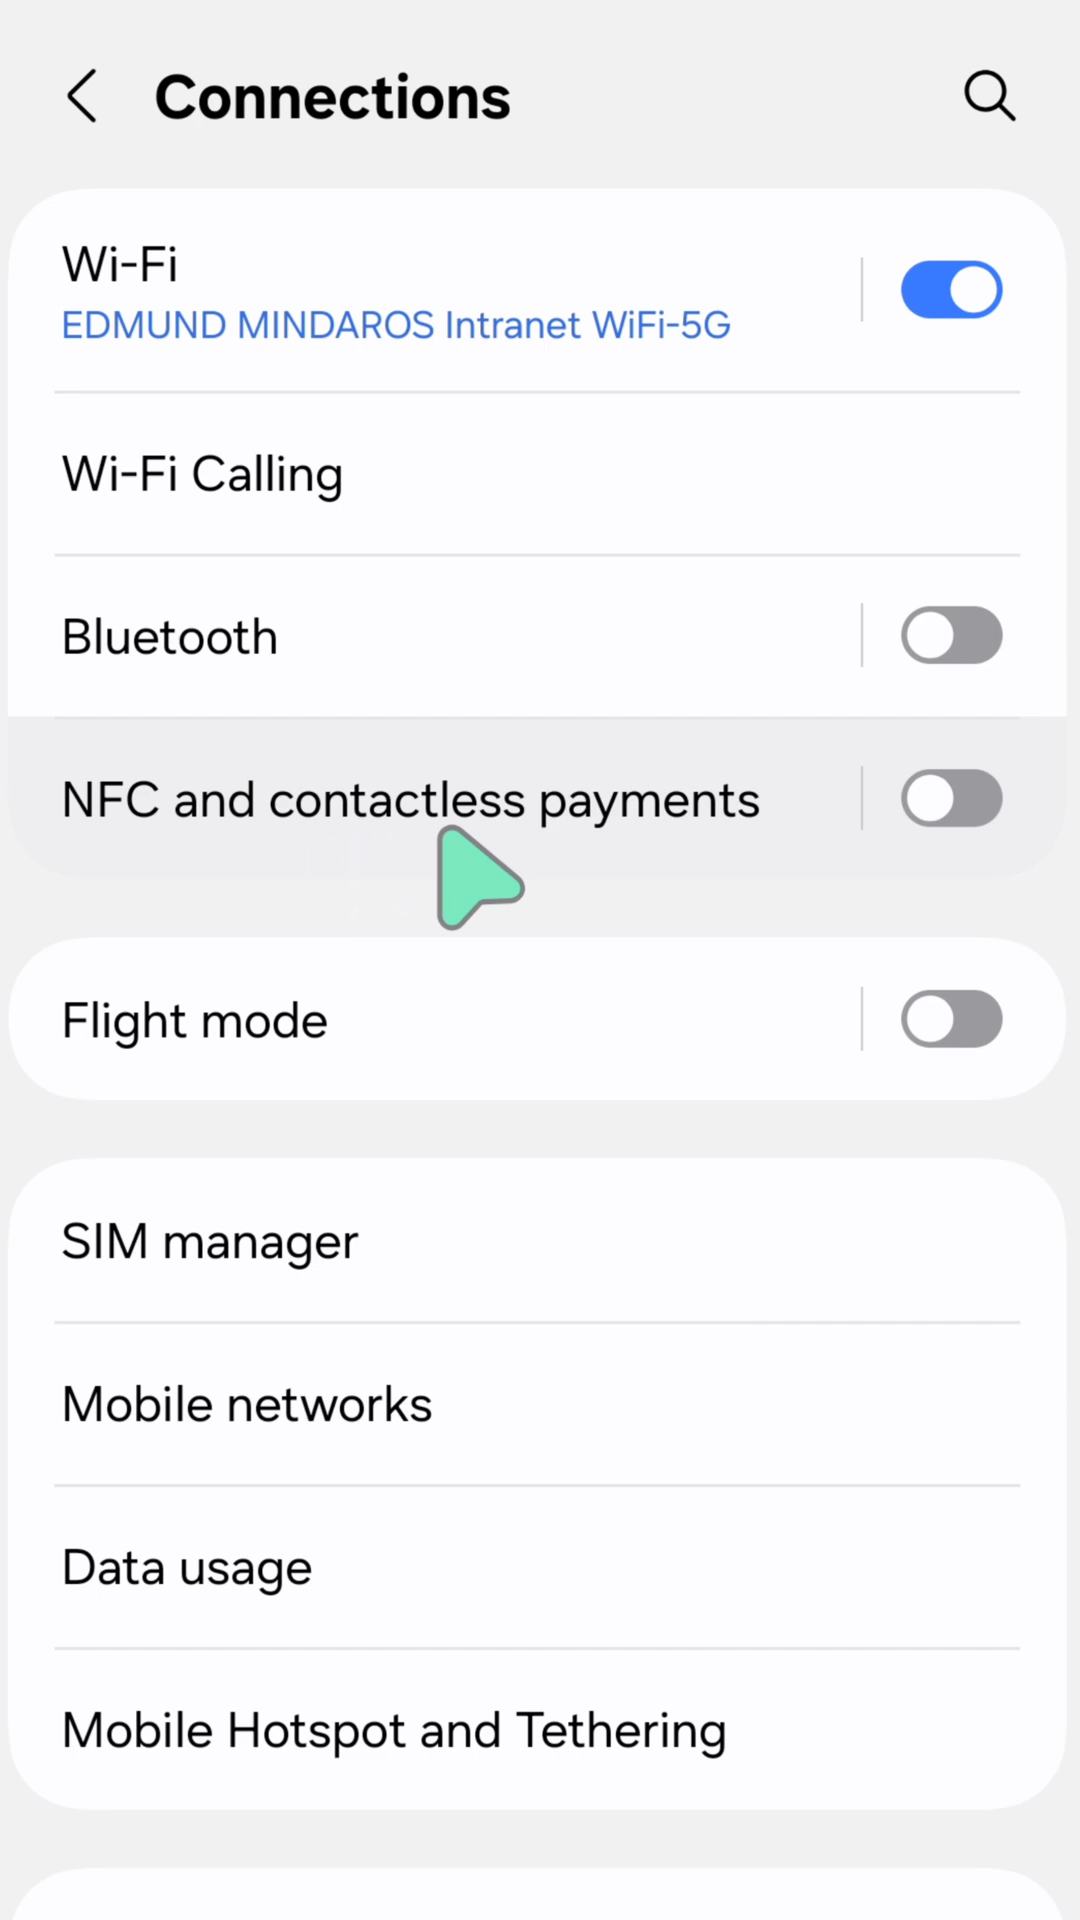 Connections
Wi-Fi
EDMUND MINDAROS Intranet WiFi-5G
Wi-Fi Calling
Bluetooth
NFC and contactless payments
Flight mode
SIM manager
Mobile networks
Data usage
Mobile Hotspot and Tethering